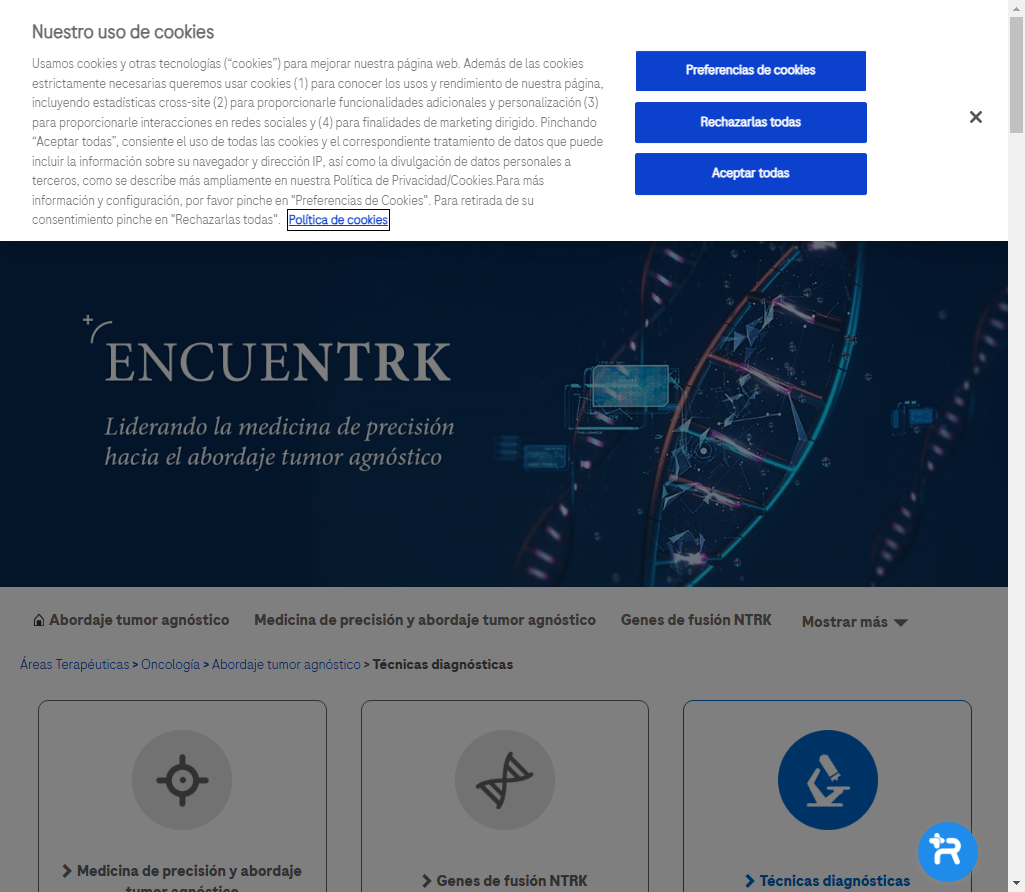 Nuestro uso de cookies
Usamos cookies y otras tecnologías (“cookies”) para mejorar nuestra página web. Además de las cookies
estrictamente necesarias queremos usar cookies (1) para conocer los usos y rendimiento de nuestra página,
incluyendo estadísticas cross-site (2) para proporcionarle funcionalidades adicionales y personalización (3)
para proporcionarle interacciones en redes sociales y (4) para finalidades de marketing dirigido. Pinchando
“Aceptar todas”, consiente el uso de todas las cookies y el correspondiente tratamiento de datos que puede
incluir la información sobre su navegador y dirección IP, así como la divulgación de datos personales a
terceros, como se describe más ampliamente en nuestra Política de Privacidad/Cookies.Para más
información y configuración, por favor pinche en "Preferencias de Cookies". Para retirada de su
consentimiento pinche en "Rechazarlas todas". Política de cookies
Preferencias de cookies
Rechazarlas todas
Aceptar todas
ENCUENTRK
Liderando la medicina de precisión
hacia el abordaje tumor agnóstico
Abordaje tumor agnóstico Medicina de precisión y abordaje tumor agnóstico Genes de fusión NTRK Mostrar más
Áreas Terapéuticas > Oncología > Abordaje tumor agnóstico > Técnicas diagnósticas
Medicina de precisión y abordaje
tumor agnóstico
Genes de fusión NTRK
Técnicas diagnósticas